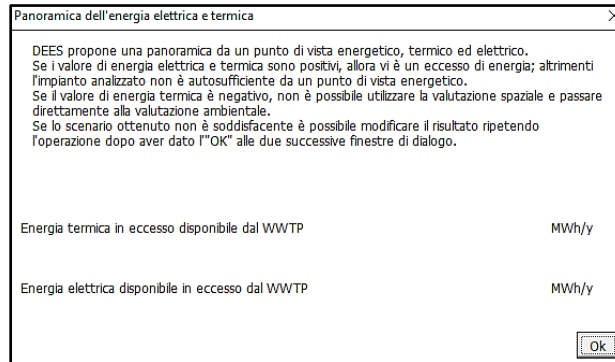 Panoramica dell'energia elettrica e termica
DEES propone una panoramica da un punto di vista energetico, termico ed elettrico.
Se i valore di energia elettrica e termica sono positivi, allora vi è un eccesso di energia; altrimenti
l'impianto analizzato non è autosufficiente da un punto di vista energetico.
Se il valore di energia termica è negativo, non è possibile utilizzare la valutazione spaziale e passare
direttamente alla valutazione ambientale.
Se lo scenario ottenuto non è soddisfacente è possibile modificare il risultato ripetendo
l'operazione dopo aver dato l'"OK" alle due successive finestre di dialogo.
Energia termica in eccesso disponibile dal WWTP MWh/y
Energia elettrica disponibile in eccesso dal WWTP MWh/y
Ok